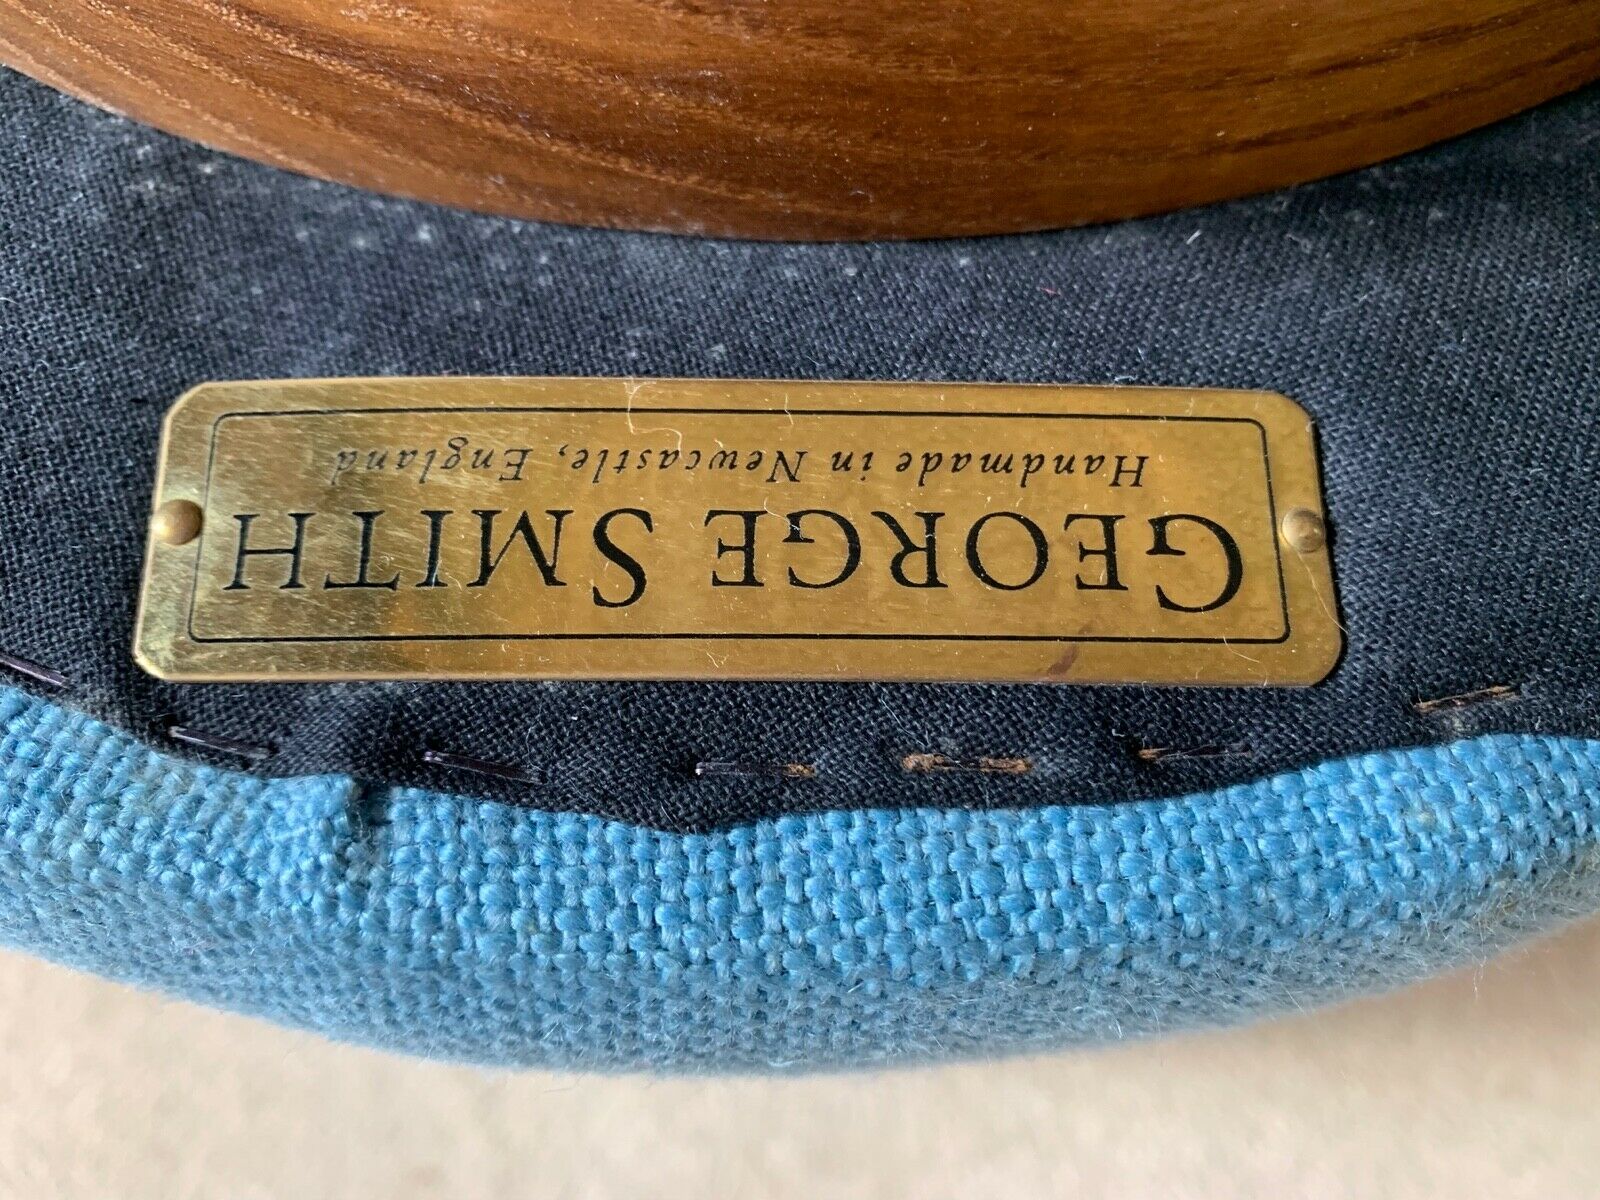 GEORGE SMITH
Handmade in Newcastle, England